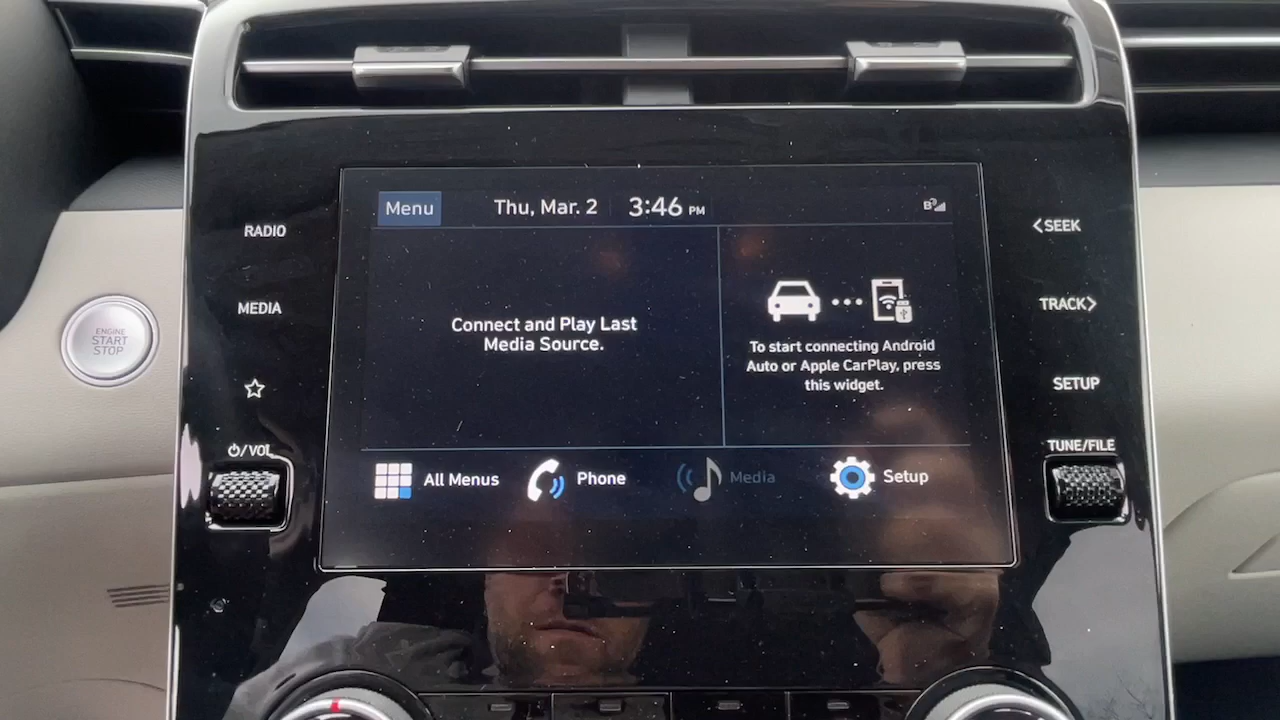 Menu
Thu, Mar. 2
3:46 PM
B
RADIO
<SEEK
MEDIA
TRACK>
ENGINE
START
STOP
Connect and Play Last
Media Source.
To start connecting Android
Auto or Apple CarPlay, press
this widget.
SETUP
/VOL
TUNE/FILE
All Menus
Phone
Media
Setup